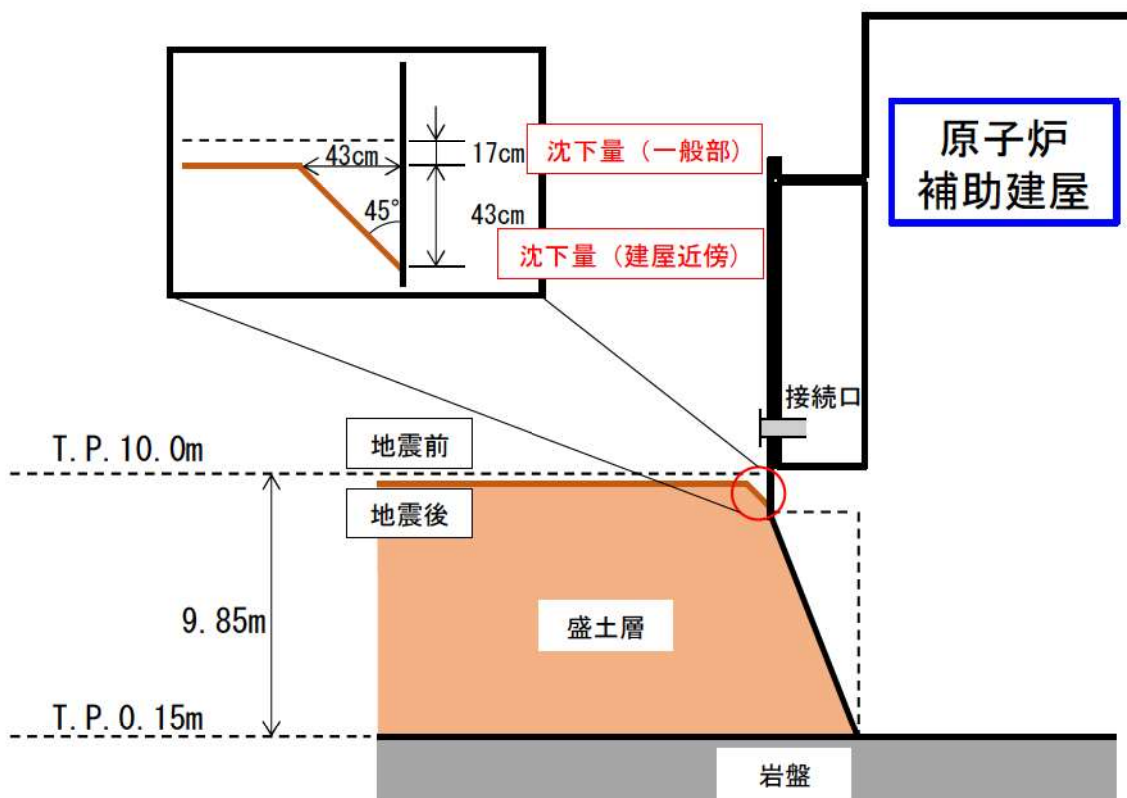 原子炉
補助建屋
43cm
17cm
沈下量（一般部）
45°
43cm
沈下量（建屋近傍）
接続口
T.P.10.0m
地震前
地震後
9.85m
盛土層
T.P.0.15m
岩盤